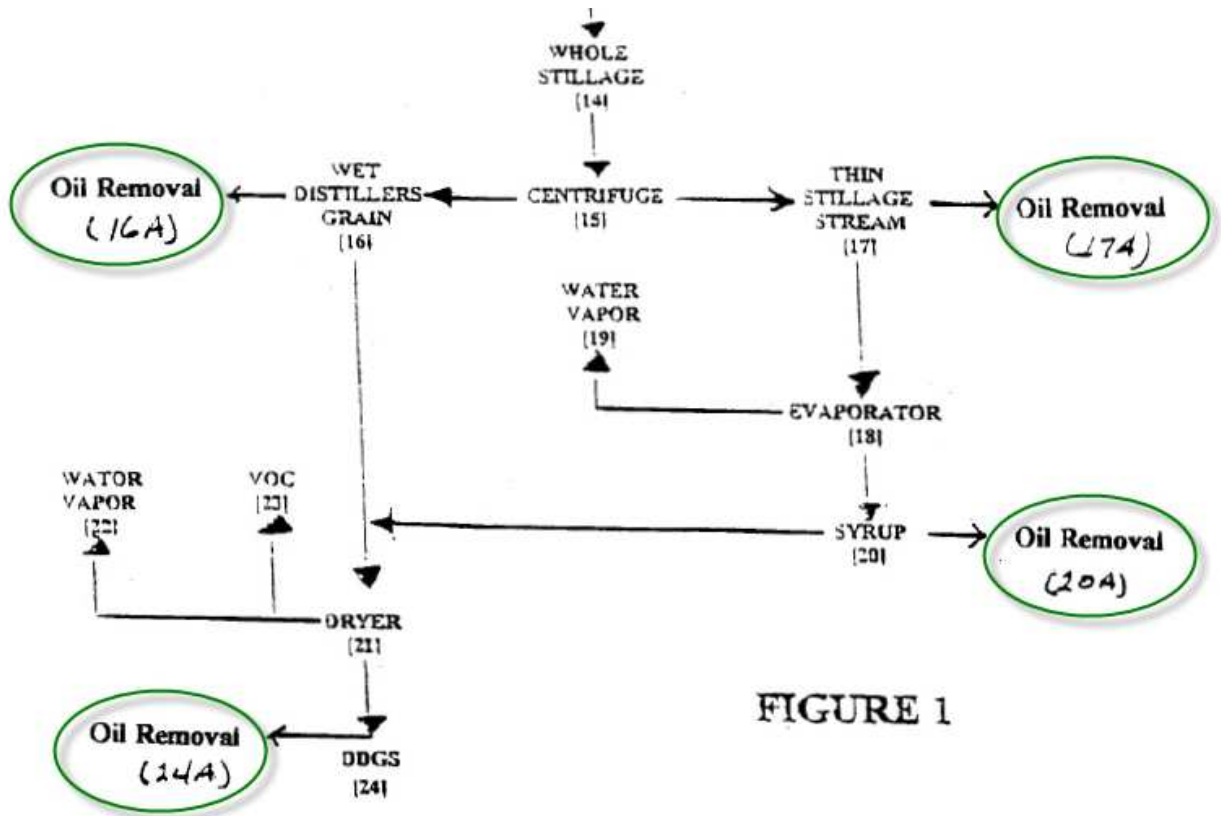 WHOLE
STILLAGE
[14]
Oil Removal
(16A)
WET
DISTILLERS
GRAIN
[16]
CENTRIFUGE
[15]
THIN
STILLAGE
STREAM
[17]
Oil Removal
(17A)
WATER
VAPOR
[19]
EVAPORATOR
[18]
WATOR
VAPOR
[22]
VOC
[23]
SYRUP
[20]
Oil Removal
(20A)
DRYER
[21]
Oil Removal
(24A)
DDGS
[24]
FIGURE 1